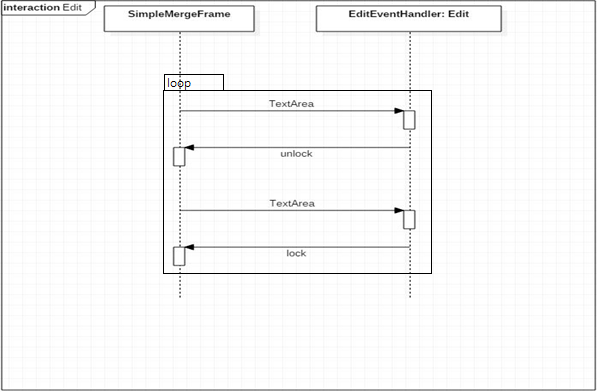 interaction Edit
SimpleMergeFrame
EditEventHandler: Edit
loop
TextArea
unlock
TextArea
lock